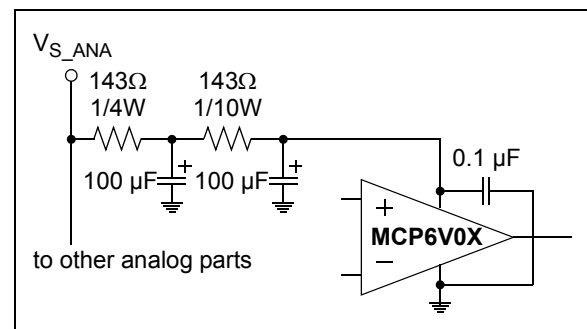 V_S_ANA
143Ω 143Ω
1/4W 1/10W
100 µF + 100 µF + 0.1 µF
+
MCP6V0X
−
to other analog parts